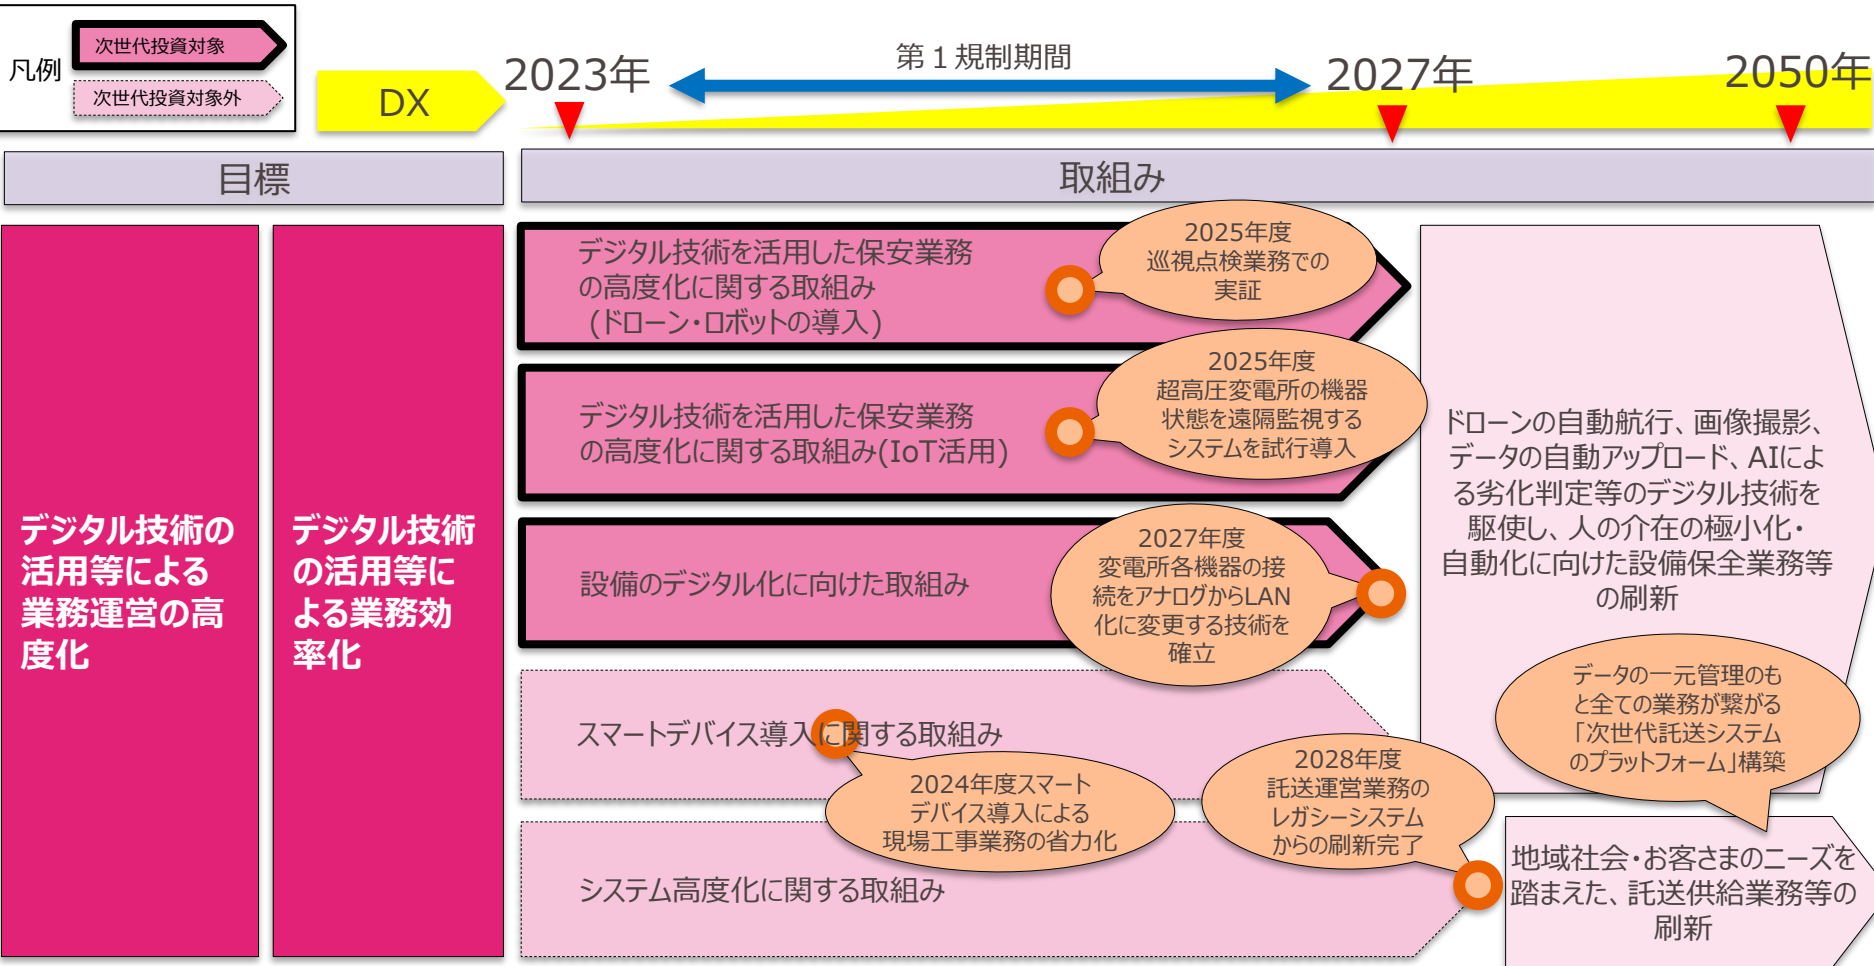 凡例
次世代投資対象
次世代投資対象外
DX
2023年
第1規制期間
2027年
2050年
目標
取組み
デジタル技術の
活用等による
業務運営の高
度化
デジタル技術
の活用等に
よる業務効
率化
デジタル技術を活用した保安業務
の高度化に関する取組み
(ドローン・ロボットの導入)
2025年度
巡視点検業務での
実証
デジタル技術を活用した保安業務
の高度化に関する取組み(IoT活用)
2025年度
超高圧変電所の機器
状態を遠隔監視する
システムを試行導入
設備のデジタル化に向けた取組み
2027年度
変電所各機器の接
続をアナログからLAN
化に変更する技術を
確立
スマートデバイス導入に関する取組み
2024年度スマート
デバイス導入による
現場工事業務の省力化
システム高度化に関する取組み
2028年度
託送運営業務の
レガシーシステム
からの刷新完了
ドローンの自動航行、画像撮影、
データの自動アップロード、AIによ
る劣化判定等のデジタル技術を
駆使し、人の介在の極小化・
自動化に向けた設備保全業務等
の刷新
データの一元管理のも
と全ての業務が繋がる
「次世代託送システム
のプラットフォーム」構築
地域社会・お客さまのニーズを
踏まえた、託送供給業務等の
刷新